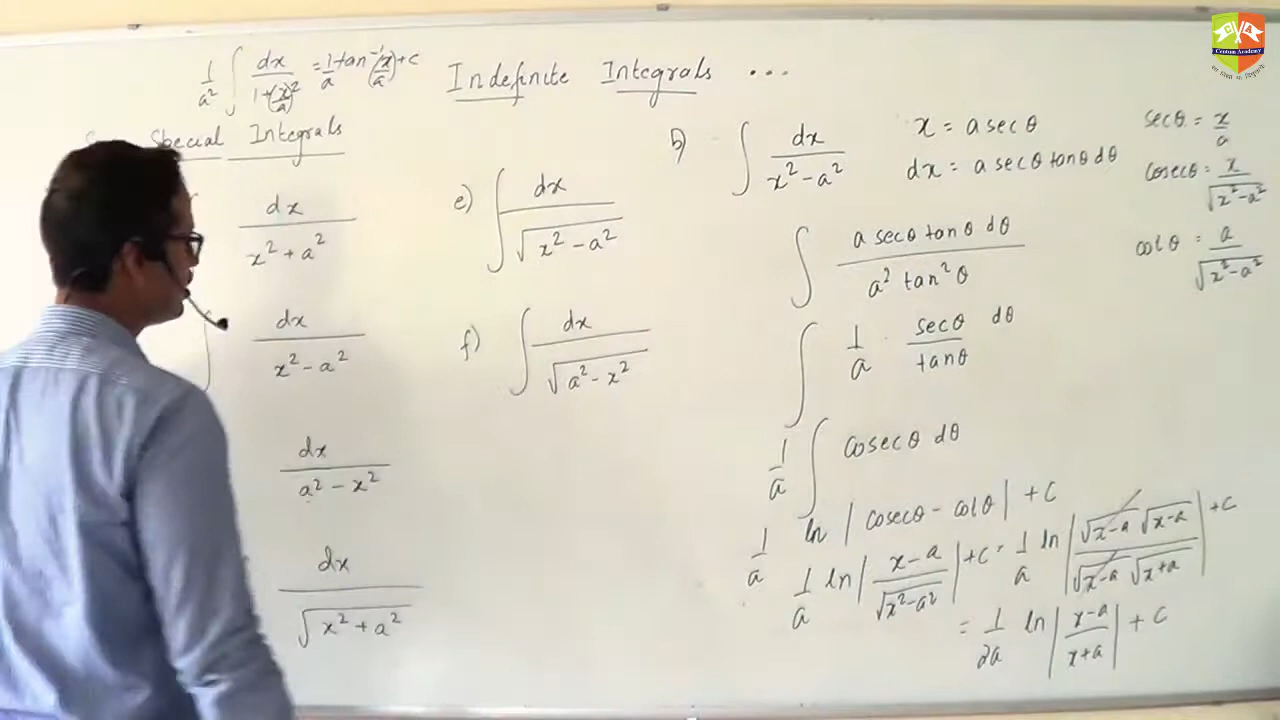 1/a² ∫ dx/(1+(x/a)²) = 1/a tan⁻¹(x/a) + c
Indefinite Integrals ...
Special Integrals
dx/(x² + a²)
∫ dx/(x² - a²)
dx/(a² - x²)
dx/√(x² + a²)
e) ∫ dx/√(x² - a²)
f) ∫ dx/√(a² - x²)
b) ∫ dx/(x² - a²)
x = a secθ
dx = a secθ tanθ dθ
∫ a secθ tanθ dθ/(a² tan²θ)
∫ 1/a · secθ/tanθ dθ
1/a ∫ cosecθ dθ
1/a ln |cosecθ - cotθ| + c
1/a ln |(x-a)/√(x²-a²)| + c = 1/a ln |(√(x-a) √(x-a))/(√(x-a) √(x+a))| + c
= 1/2a ln |(x-a)/(x+a)| + c
secθ = x/a
cosecθ = x/√(x²-a²)
cotθ = a/√(x²-a²)
C A
Centum Academy